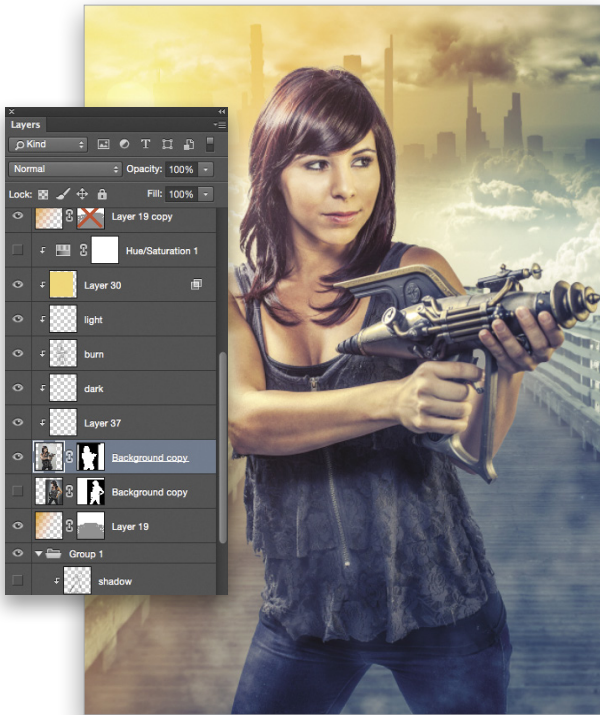 Layers
Kind
Normal Opacity: 100%
Lock: Fill: 100%
Layer 19 copy
Hue/Saturation 1
Layer 30
light
burn
dark
Layer 37
Background copy
Background copy
Layer 19
Group 1
shadow